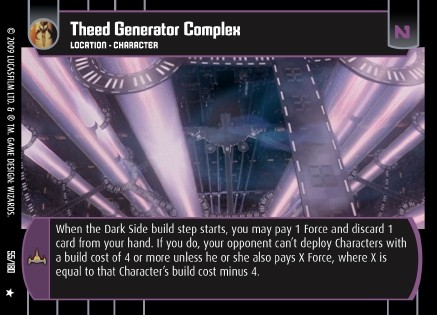 Theed Generator Complex
LOCATION - CHARACTER
N
When the Dark Side build step starts, you may pay 1 Force and discard 1
card from your hand. If you do, your opponent can't deploy Characters with
a build cost of 4 or more unless he or she also pays X Force, where X is
equal to that Character's build cost minus 4.
© 2009 LUCASFILM LTD. & ® TM. GAME DESIGN: WIZARDS.
55/180